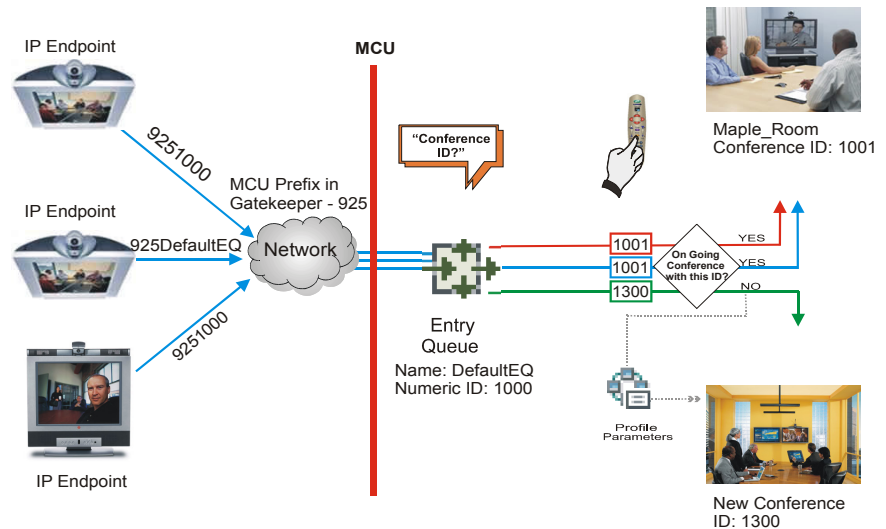 IP Endpoint
9251000
IP Endpoint
925DefaultEQ
9251000
IP Endpoint
MCU Prefix in
Gatekeeper - 925
Network
MCU
"Conference
ID?"
Entry
Queue
Name: DefaultEQ
Numeric ID: 1000
1001
1001
1300
On Going
Conference
with this ID?
YES
YES
NO
Profile
Parameters
Maple_Room
Conference ID: 1001
New Conference
ID: 1300